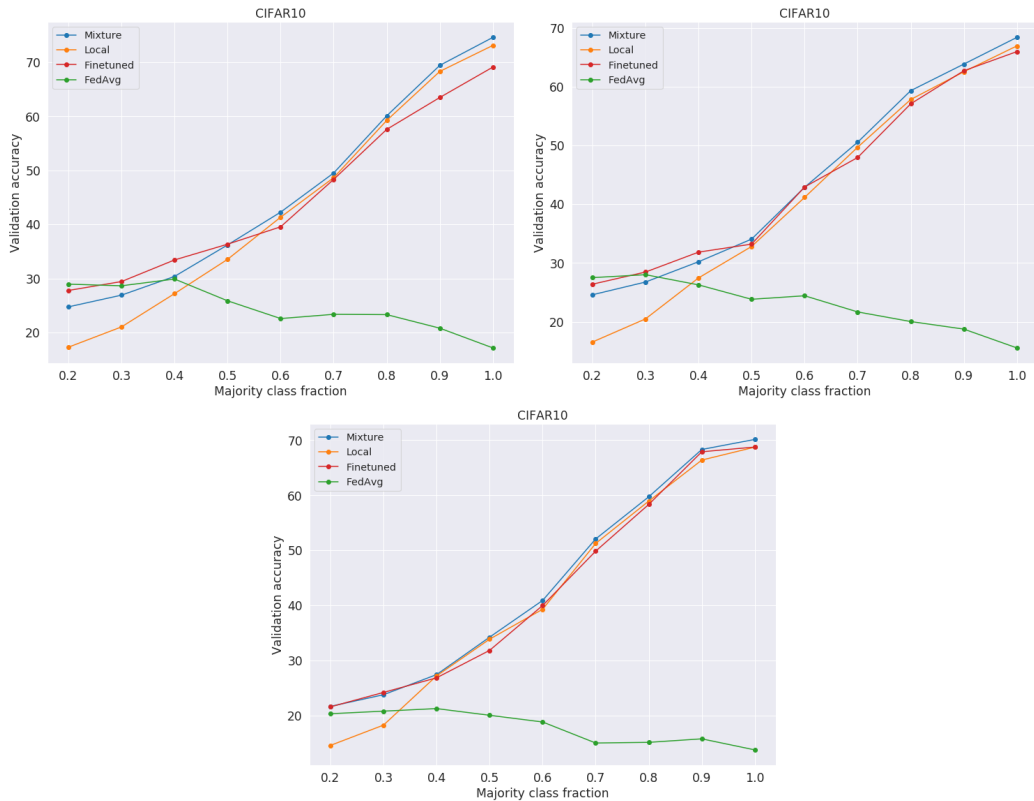 CIFAR10
Mixture
Local
Finetuned
FedAvg
Validation accuracy
70
60
50
40
30
20
0.2 0.3 0.4 0.5 0.6 0.7 0.8 0.9 1.0
Majority class fraction
CIFAR10
Mixture
Local
Finetuned
FedAvg
Validation accuracy
70
60
50
40
30
20
0.2 0.3 0.4 0.5 0.6 0.7 0.8 0.9 1.0
Majority class fraction
CIFAR10
Mixture
Local
Finetuned
FedAvg
Validation accuracy
70
60
50
40
30
20
0.2 0.3 0.4 0.5 0.6 0.7 0.8 0.9 1.0
Majority class fraction